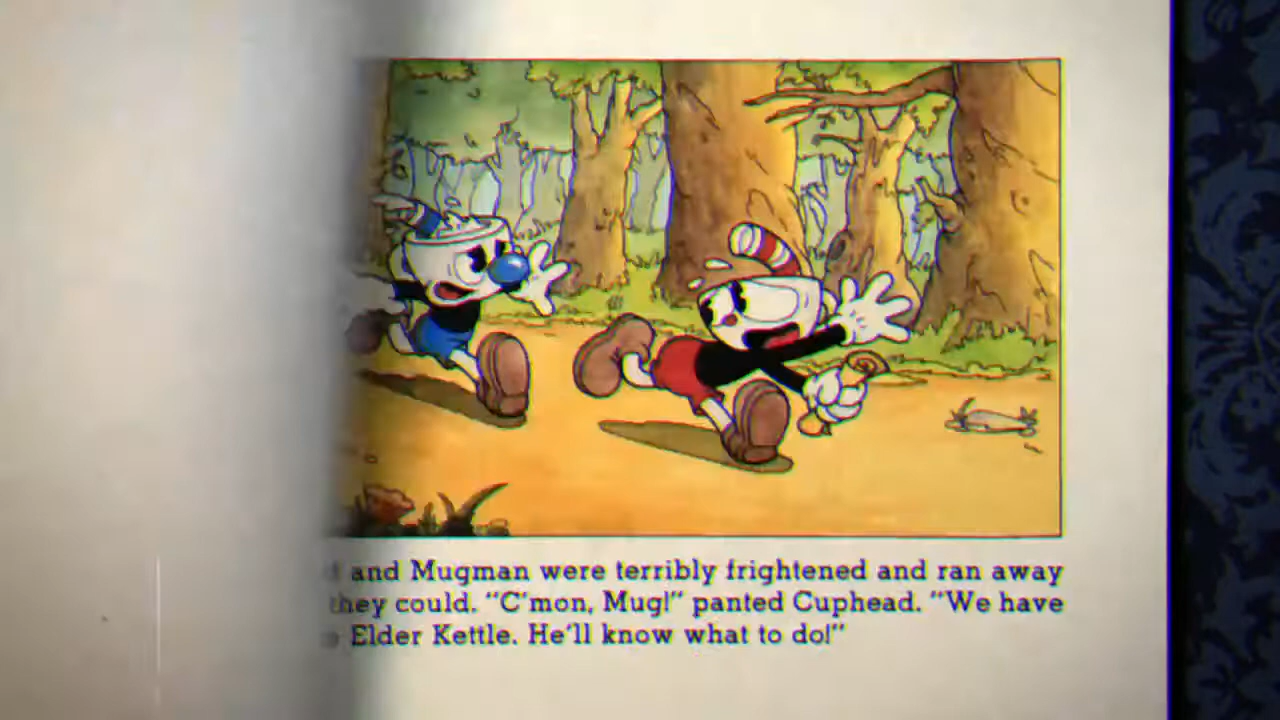 and Mugman were terribly frightened and ran away
they could. "C'mon, Mug!" panted Cuphead. "We have
Elder Kettle. He'll know what to do!"